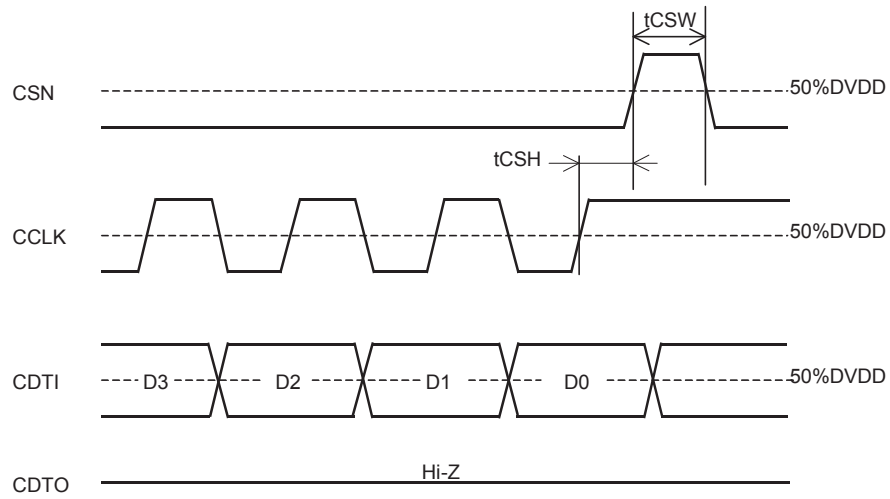 tCSW
CSN
50%DVDD
tCSH
CCLK
50%DVDD
CDTI
D3
D2
D1
D0
50%DVDD
Hi-Z
CDTO